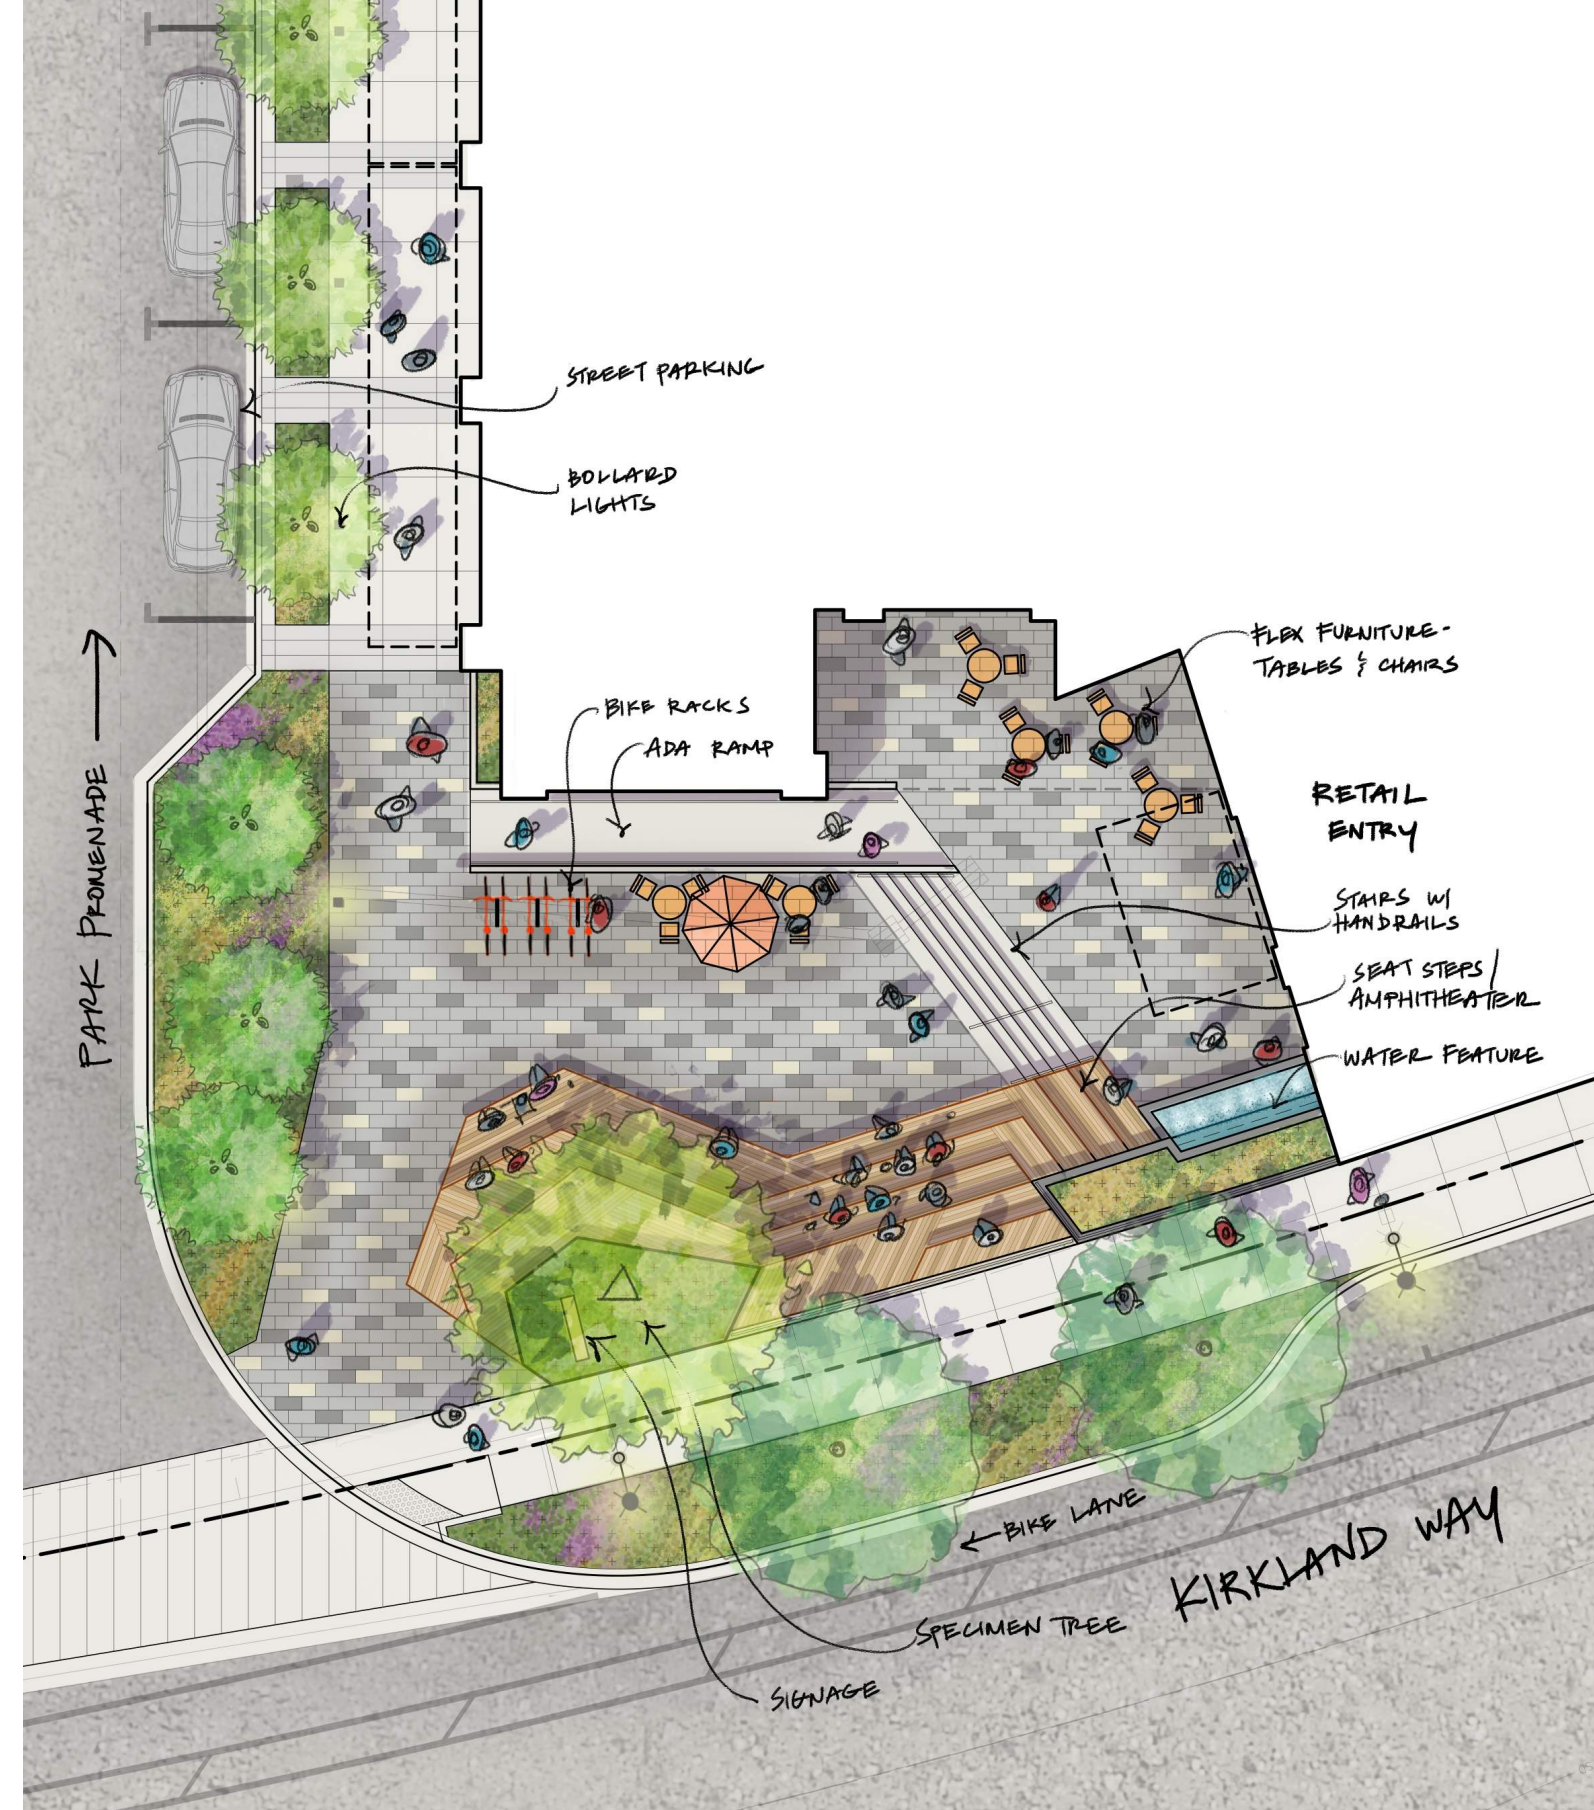 STREET PARKING
BOLLARD
LIGHTS
FLEX FURNITURE-
TABLES & CHAIRS
BIKE RACKS
ADA RAMP
PARK PROMENADE
RETAIL
ENTRY
STAIRS W/
HANDRAILS
SEAT STEPS/
AMPHITHEATER
WATER FEATURE
BIKE LANE
KIRKLAND WAY
SPECIMEN TREE
SIGNAGE